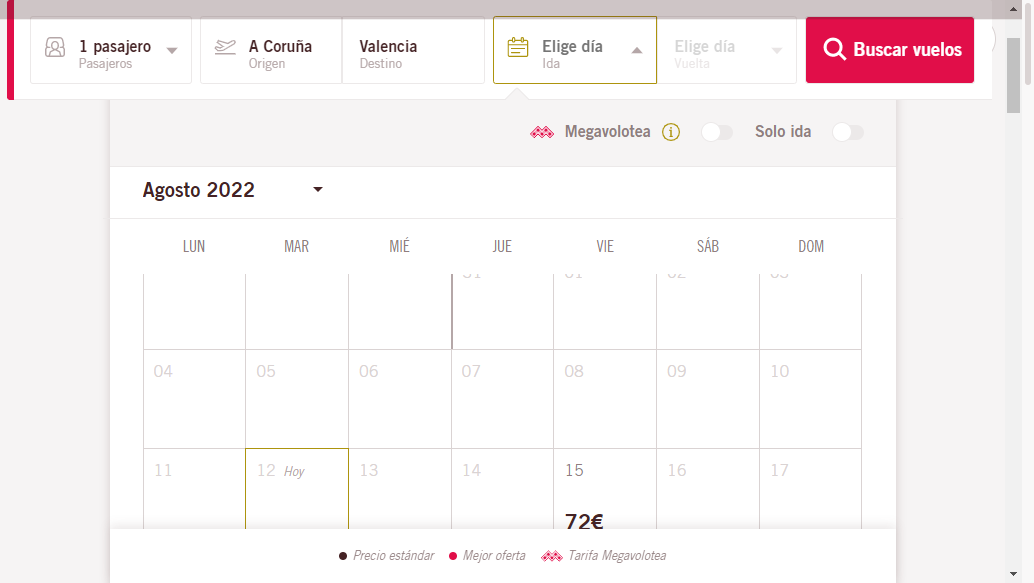 1 pasajero
Pasajeros
A Coruña
Origen
Valencia
Destino
Elige día
Ida
Elige día
Vuelta
Buscar vuelos
Megavolotea
Solo ida
Agosto 2022
LUN MAR MIÉ JUE VIE SÁB DOM
31 01 02 03
04 05 06 07 08 09 10
11 12 Hoy 13 14 15 16 17
72€
Precio estándar Mejor oferta Tarifa Megavolotea